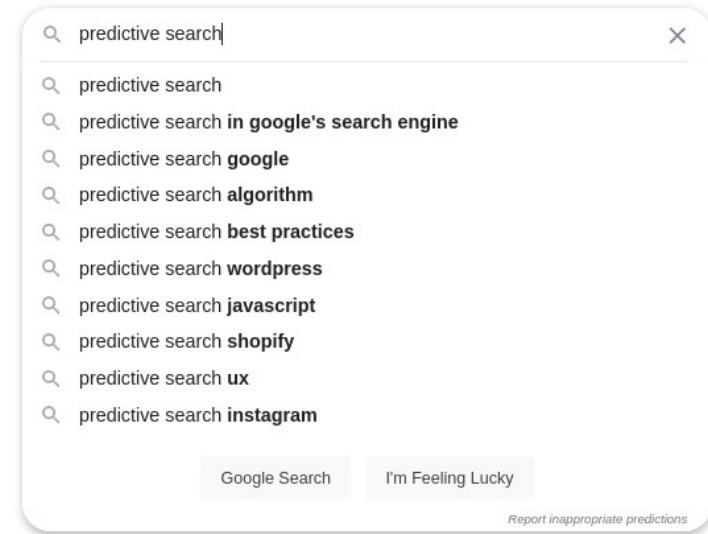 predictive search
predictive search
predictive search in google's search engine
predictive search google
predictive search algorithm
predictive search best practices
predictive search wordpress
predictive search javascript
predictive search shopify
predictive search ux
predictive search instagram
Google Search I'm Feeling Lucky
Report inappropriate predictions